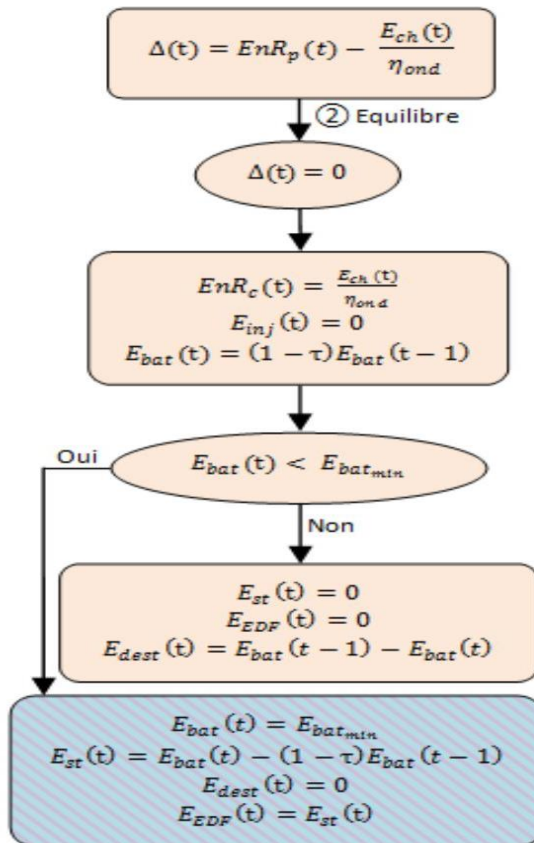 Δ(t) = EnR_p(t) − E_ch(t)/η_ond
② Equilibre
Δ(t) = 0
EnR_c(t) = E_ch(t)/η_ond
E_inj(t) = 0
E_bat(t) = (1 − τ)E_bat(t − 1)
Oui
E_bat(t) < E_bat_min
Non
E_st(t) = 0
E_EDF(t) = 0
E_dest(t) = E_bat(t − 1) − E_bat(t)
E_bat(t) = E_bat_min
E_st(t) = E_bat(t) − (1 − τ)E_bat(t − 1)
E_dest(t) = 0
E_EDF(t) = E_st(t)